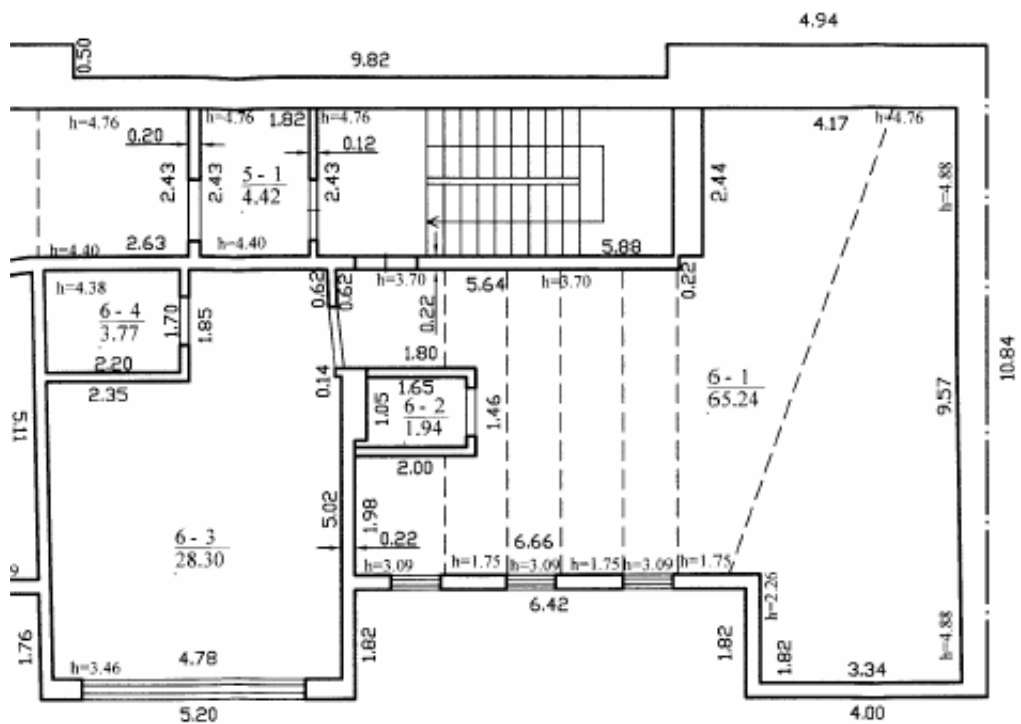 4.94
0.50
9.82
h=4.76
h=4.76
1.82
h=4.76
4.17
h=4.76
0.20
0.12
2.43
2.43
5 - 1
4.42
2.43
2.44
h=4.88
h=4.40
2.63
h=4.40
5.88
h=4.38
0.62
0.62
h=3.70
5.64
h=3.70
0.22
6 - 4
3.77
1.70
1.85
0.22
2.20
1.80
10.84
2.35
0.14
1.65
6 - 1
65.24
5.11
1.05
6 - 2
1.94
1.46
9.57
2.00
5.02
1.98
6 - 3
28.30
0.22
6.66
h=3.09
h=1.75
h=3.09
h=1.75
h=3.09
h=1.75
h=2.26
6.42
1.76
1.82
1.82
1.82
h=4.88
h=3.46
4.78
3.34
5.20
4.00